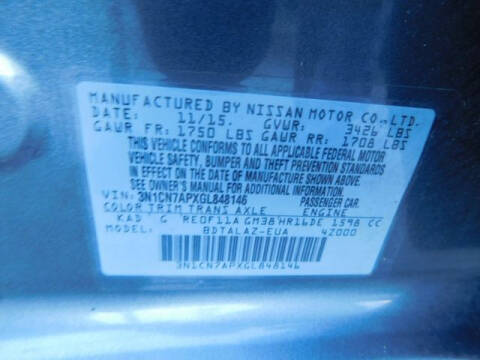 MANUFACTURED BY NISSAN MOTOR CO., LTD.
DATE: 11/15. GVWR: 3426 LBS
GAWR FR: 1750 LBS GAWR RR: 1708 LBS
THIS VEHICLE CONFORMS TO ALL APPLICABLE FEDERAL MOTOR
VEHICLE SAFETY, BUMPER AND THEFT PREVENTION STANDARDS
IN EFFECT ON THE DATE OF MANUFACTURE SHOWN ABOVE.
SEE OWNER'S MANUAL FOR ADDITIONAL INFORMATION.
VIN: 3N1CN7APXGL848146 PASSENGER CAR
COLOR TRIM TRANS AXLE ENGINE
KAD G RE0F11A GM38 HR16DE 1598 CC
BDTALAZ-EUA 42000
3N1CN7APXGL848146